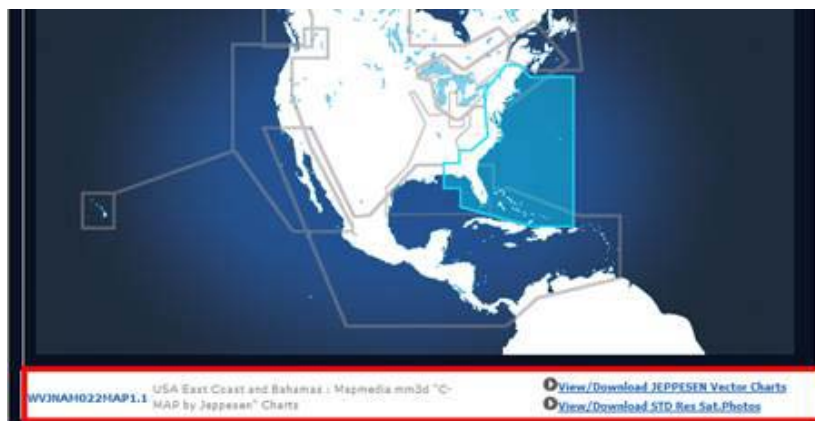 WVJNAM022MAP1.1
USA East Coast and Bahamas : Mapmedia mm3d "C-
MAP by Jeppesen" Charts
View/Download JEPPESEN Vector Charts
View/Download STD Res Sat.Photos